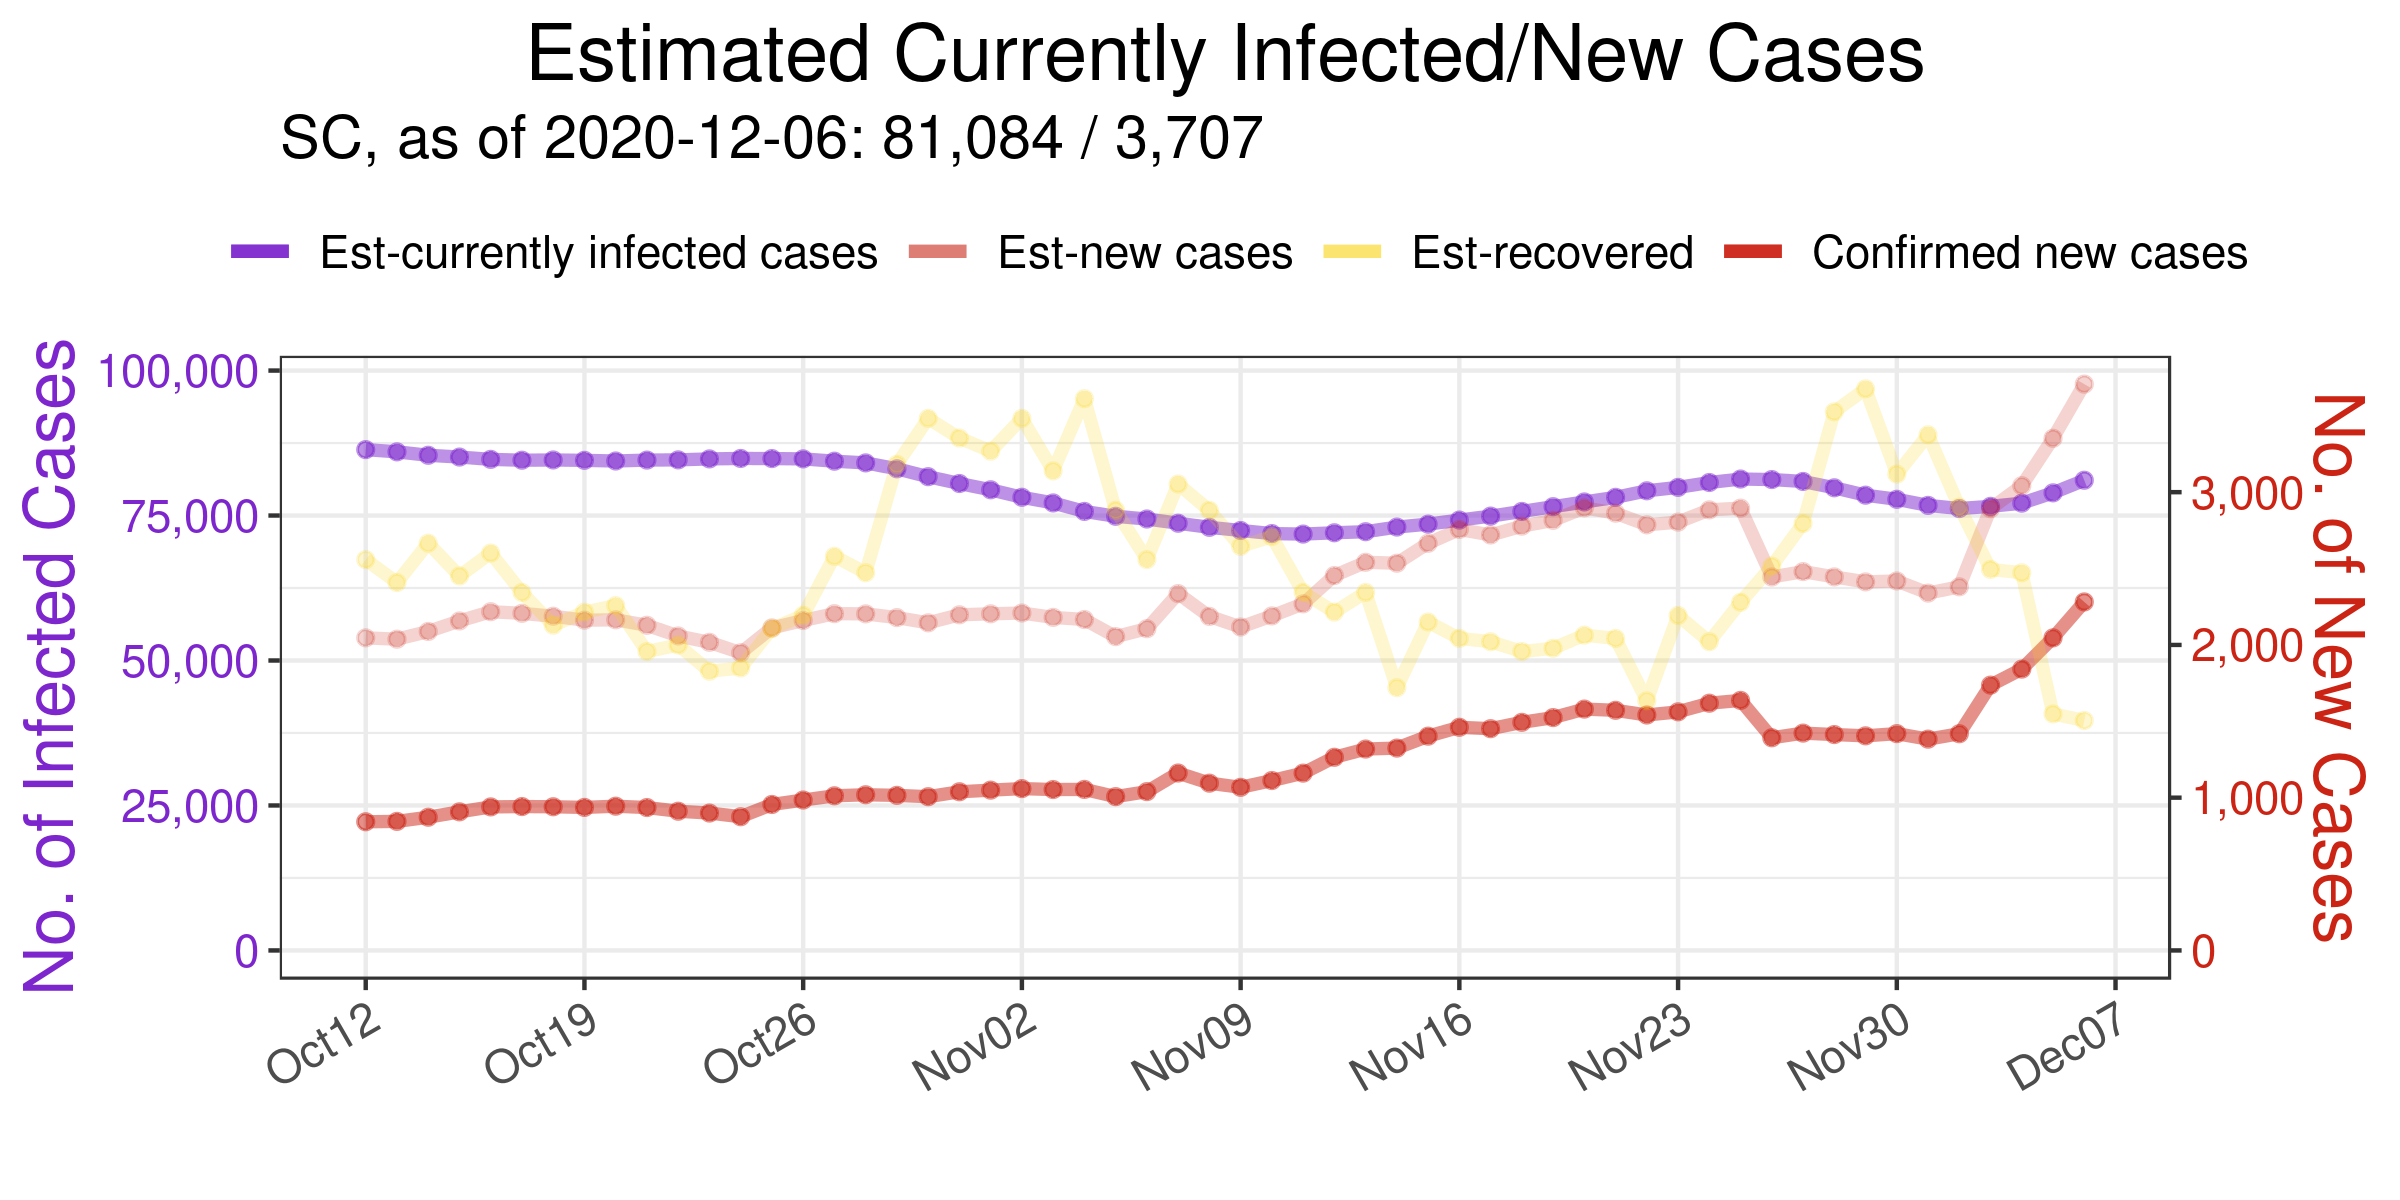 Estimated Currently Infected/New Cases
SC, as of 2020-12-06: 81,084 / 3,707
Est-currently infected cases Est-new cases Est-recovered Confirmed new cases
No. of Infected Cases
100,000
75,000
50,000
25,000
0
3,000
2,000
1,000
0
No. of New Cases
Oct12 Oct19 Oct26 Nov02 Nov09 Nov16 Nov23 Nov30 Dec07